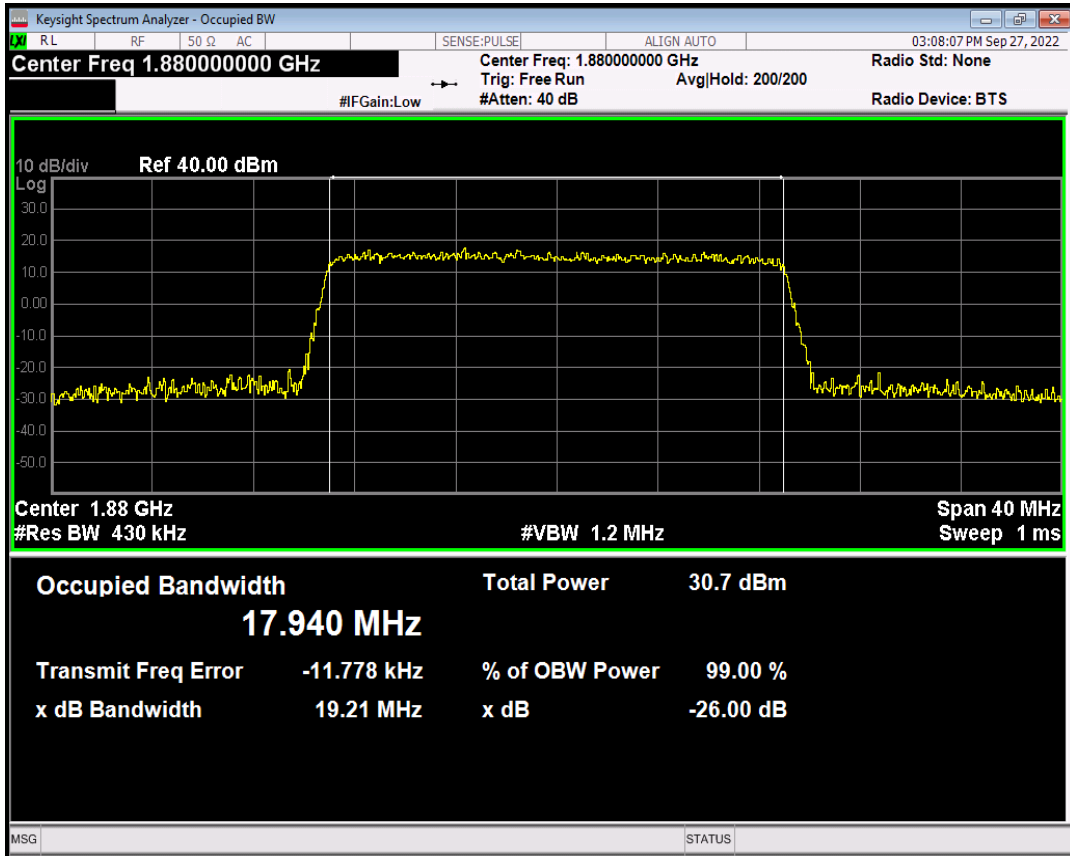 Keysight Spectrum Analyzer - Occupied BW
LXI RL RF 50 Ω AC SENSE:PULSE ALIGN AUTO 03:08:07 PM Sep 27, 2022
Center Freq 1.880000000 GHz Center Freq: 1.880000000 GHz Radio Std: None
Trig: Free Run Avg|Hold: 200/200
#IFGain:Low #Atten: 40 dB Radio Device: BTS
10 dB/div Ref 40.00 dBm
Log
30.0
20.0
10.0
0.00
-10.0
-20.0
-30.0
-40.0
-50.0
Center 1.88 GHz Span 40 MHz
#Res BW 430 kHz #VBW 1.2 MHz Sweep 1 ms
Occupied Bandwidth Total Power 30.7 dBm
17.940 MHz
Transmit Freq Error -11.778 kHz % of OBW Power 99.00 %
x dB Bandwidth 19.21 MHz x dB -26.00 dB
MSG STATUS